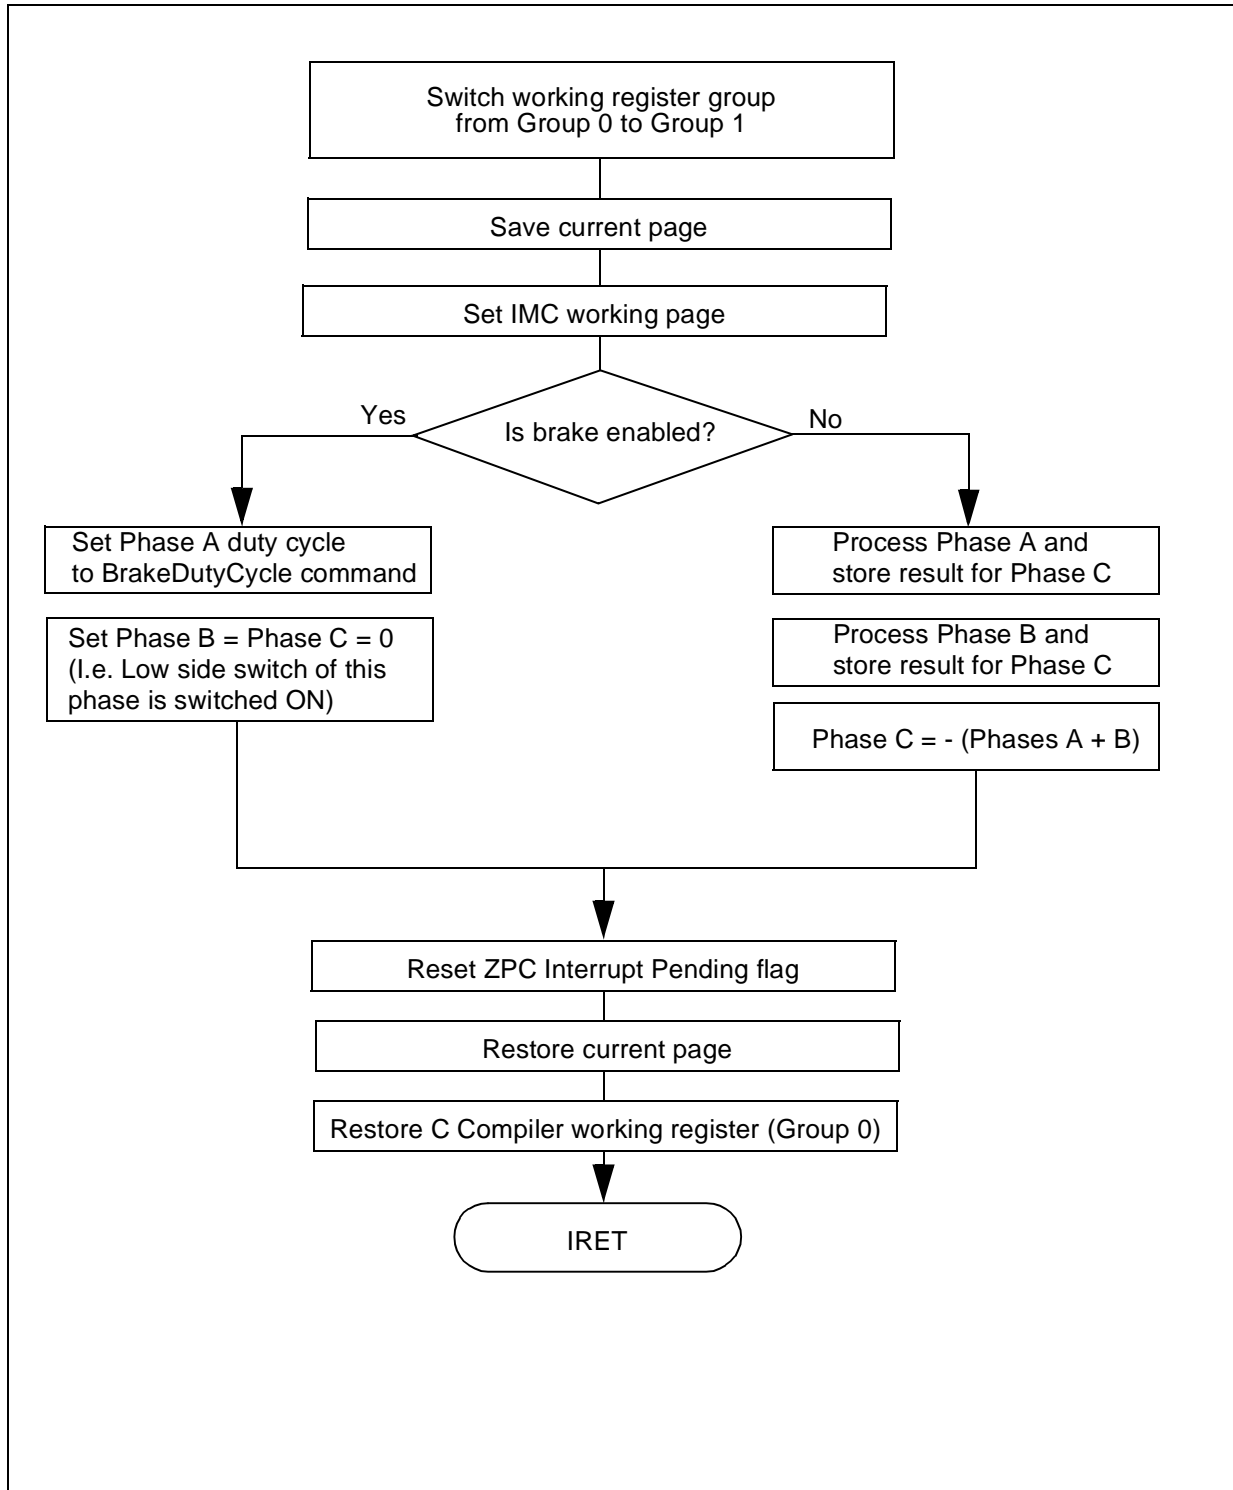 Switch working register group
from Group 0 to Group 1
Save current page
Set IMC working page
Is brake enabled?
Yes
No
Set Phase A duty cycle
to BrakeDutyCycle command
Set Phase B = Phase C = 0
(I.e. Low side switch of this
phase is switched ON)
Process Phase A and
store result for Phase C
Process Phase B and
store result for Phase C
Phase C = - (Phases A + B)
Reset ZPC Interrupt Pending flag
Restore current page
Restore C Compiler working register (Group 0)
IRET